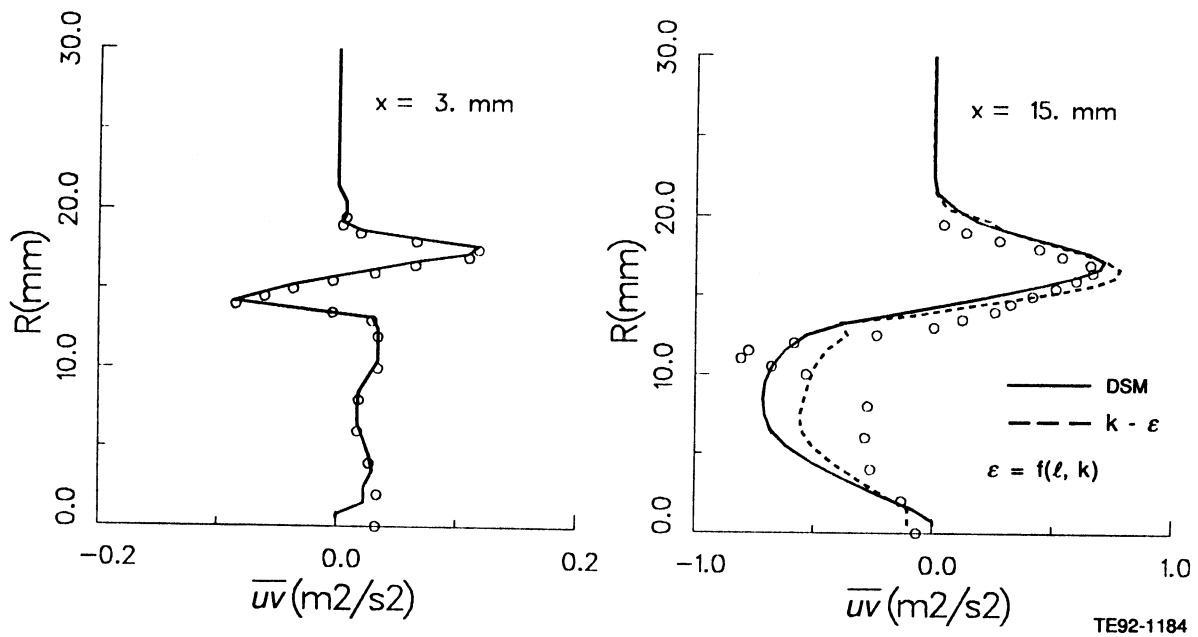 30.0
20.0
10.0
0.0
R(mm)
x = 3. mm
-0.2
0.0
0.2
uv(m2/s2)
30.0
20.0
10.0
0.0
R(mm)
x = 15. mm
DSM
k - ε
ε = f(ℓ, k)
-1.0
0.0
1.0
uv(m2/s2)
TE92-1184